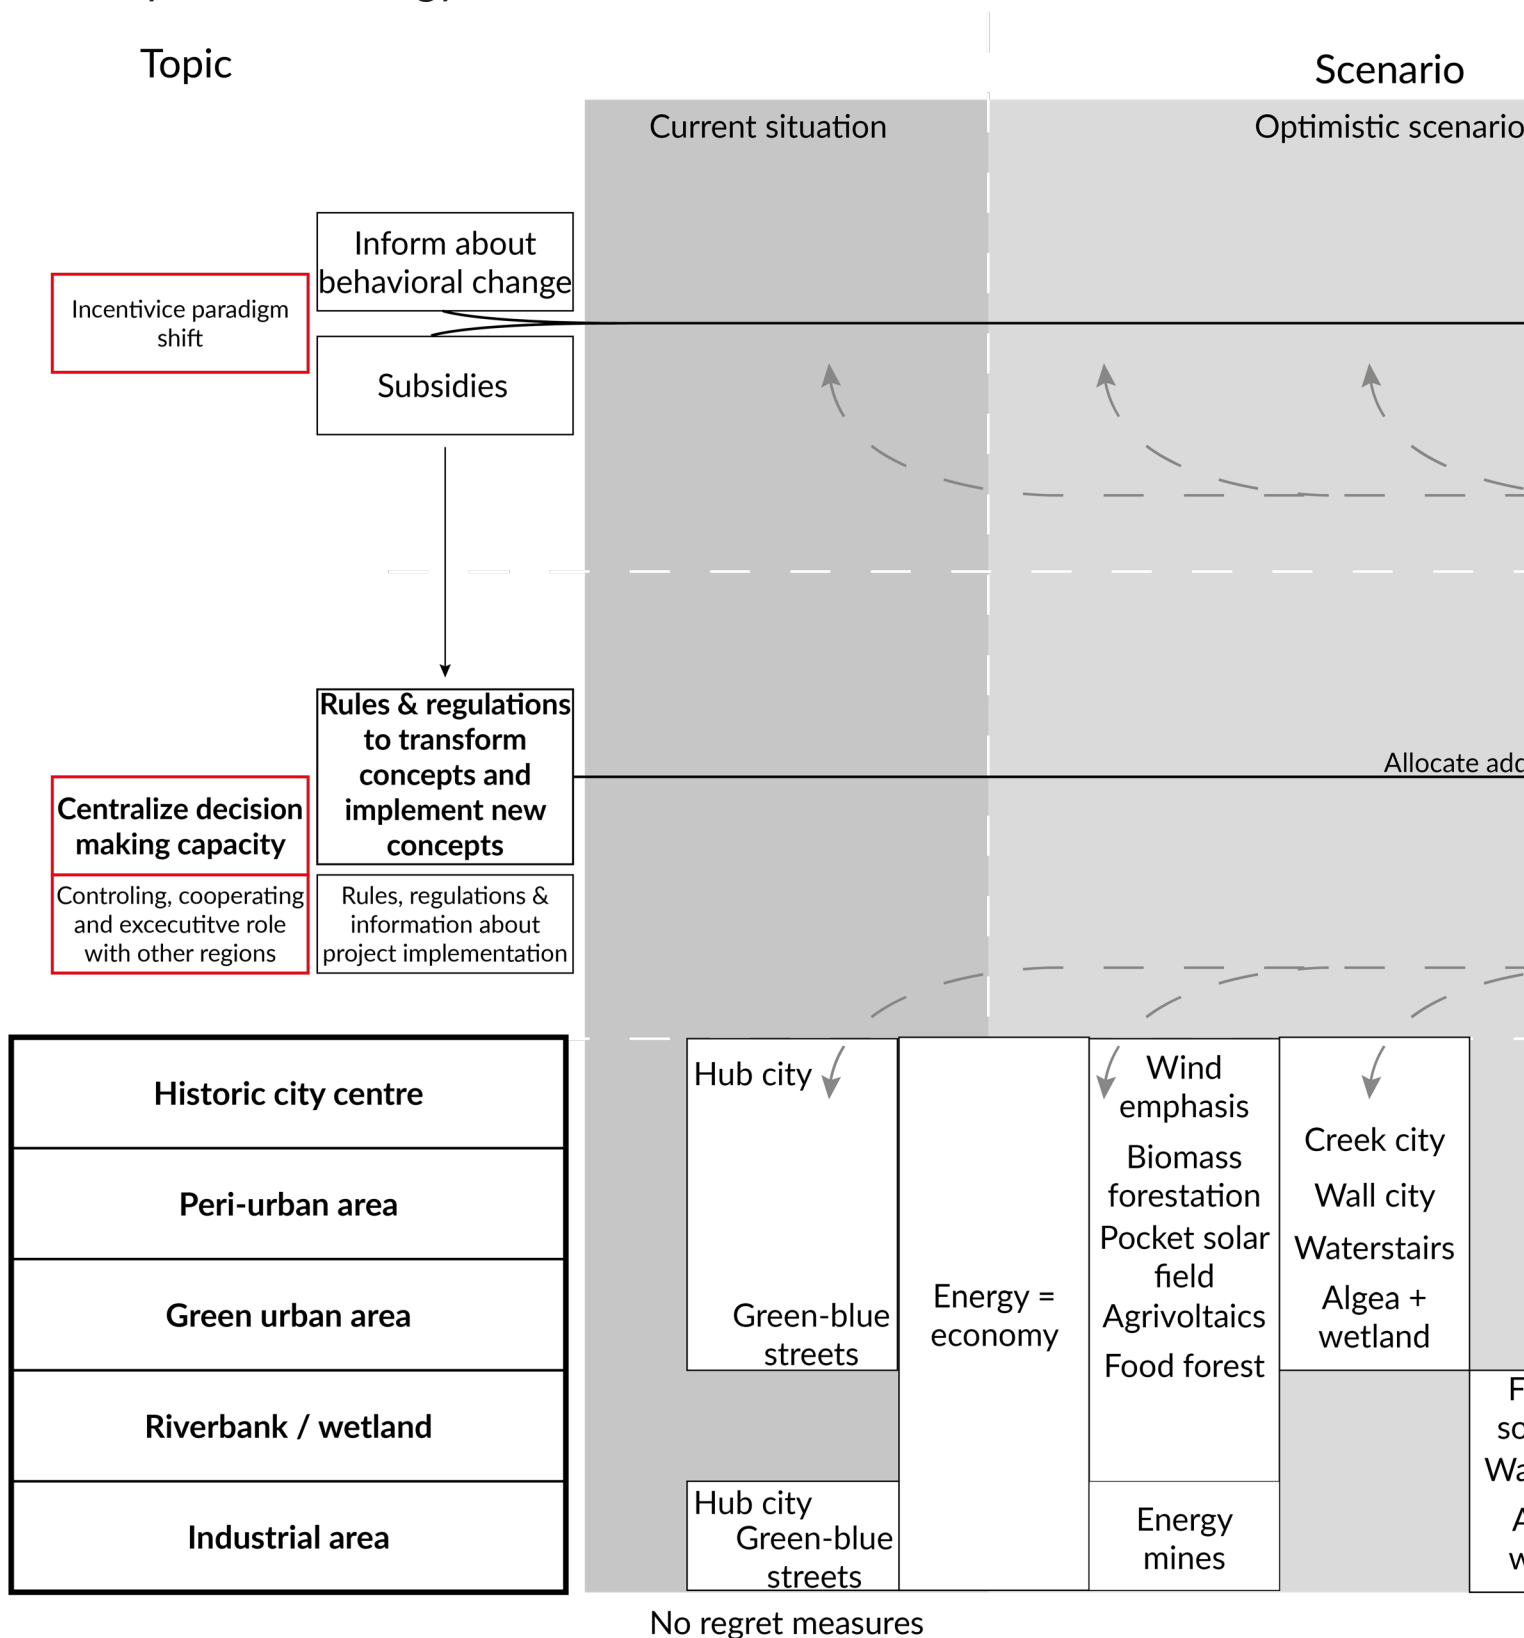 Topic
Scenario
Current situation
Optimistic scenario
Inform about
behavioral change
Incentivice paradigm
shift
Subsidies
Rules & regulations
to transform
concepts and
implement new
concepts
Allocate
Centralize decision
making capacity
Controling, cooperating
and excecutitve role
with other regions
Rules, regulations &
information about
project implementation
Historic city centre
Peri-urban area
Green urban area
Riverbank / wetland
Industrial area
Hub city
Green-blue
streets
Hub city
Green-blue
streets
Energy =
economy
Wind
emphasis
Biomass
forestation
Pocket solar
field
Agrivoltaics
Food forest
Energy
mines
Creek city
Wall city
Waterstairs
Algea +
wetland
No regret measures